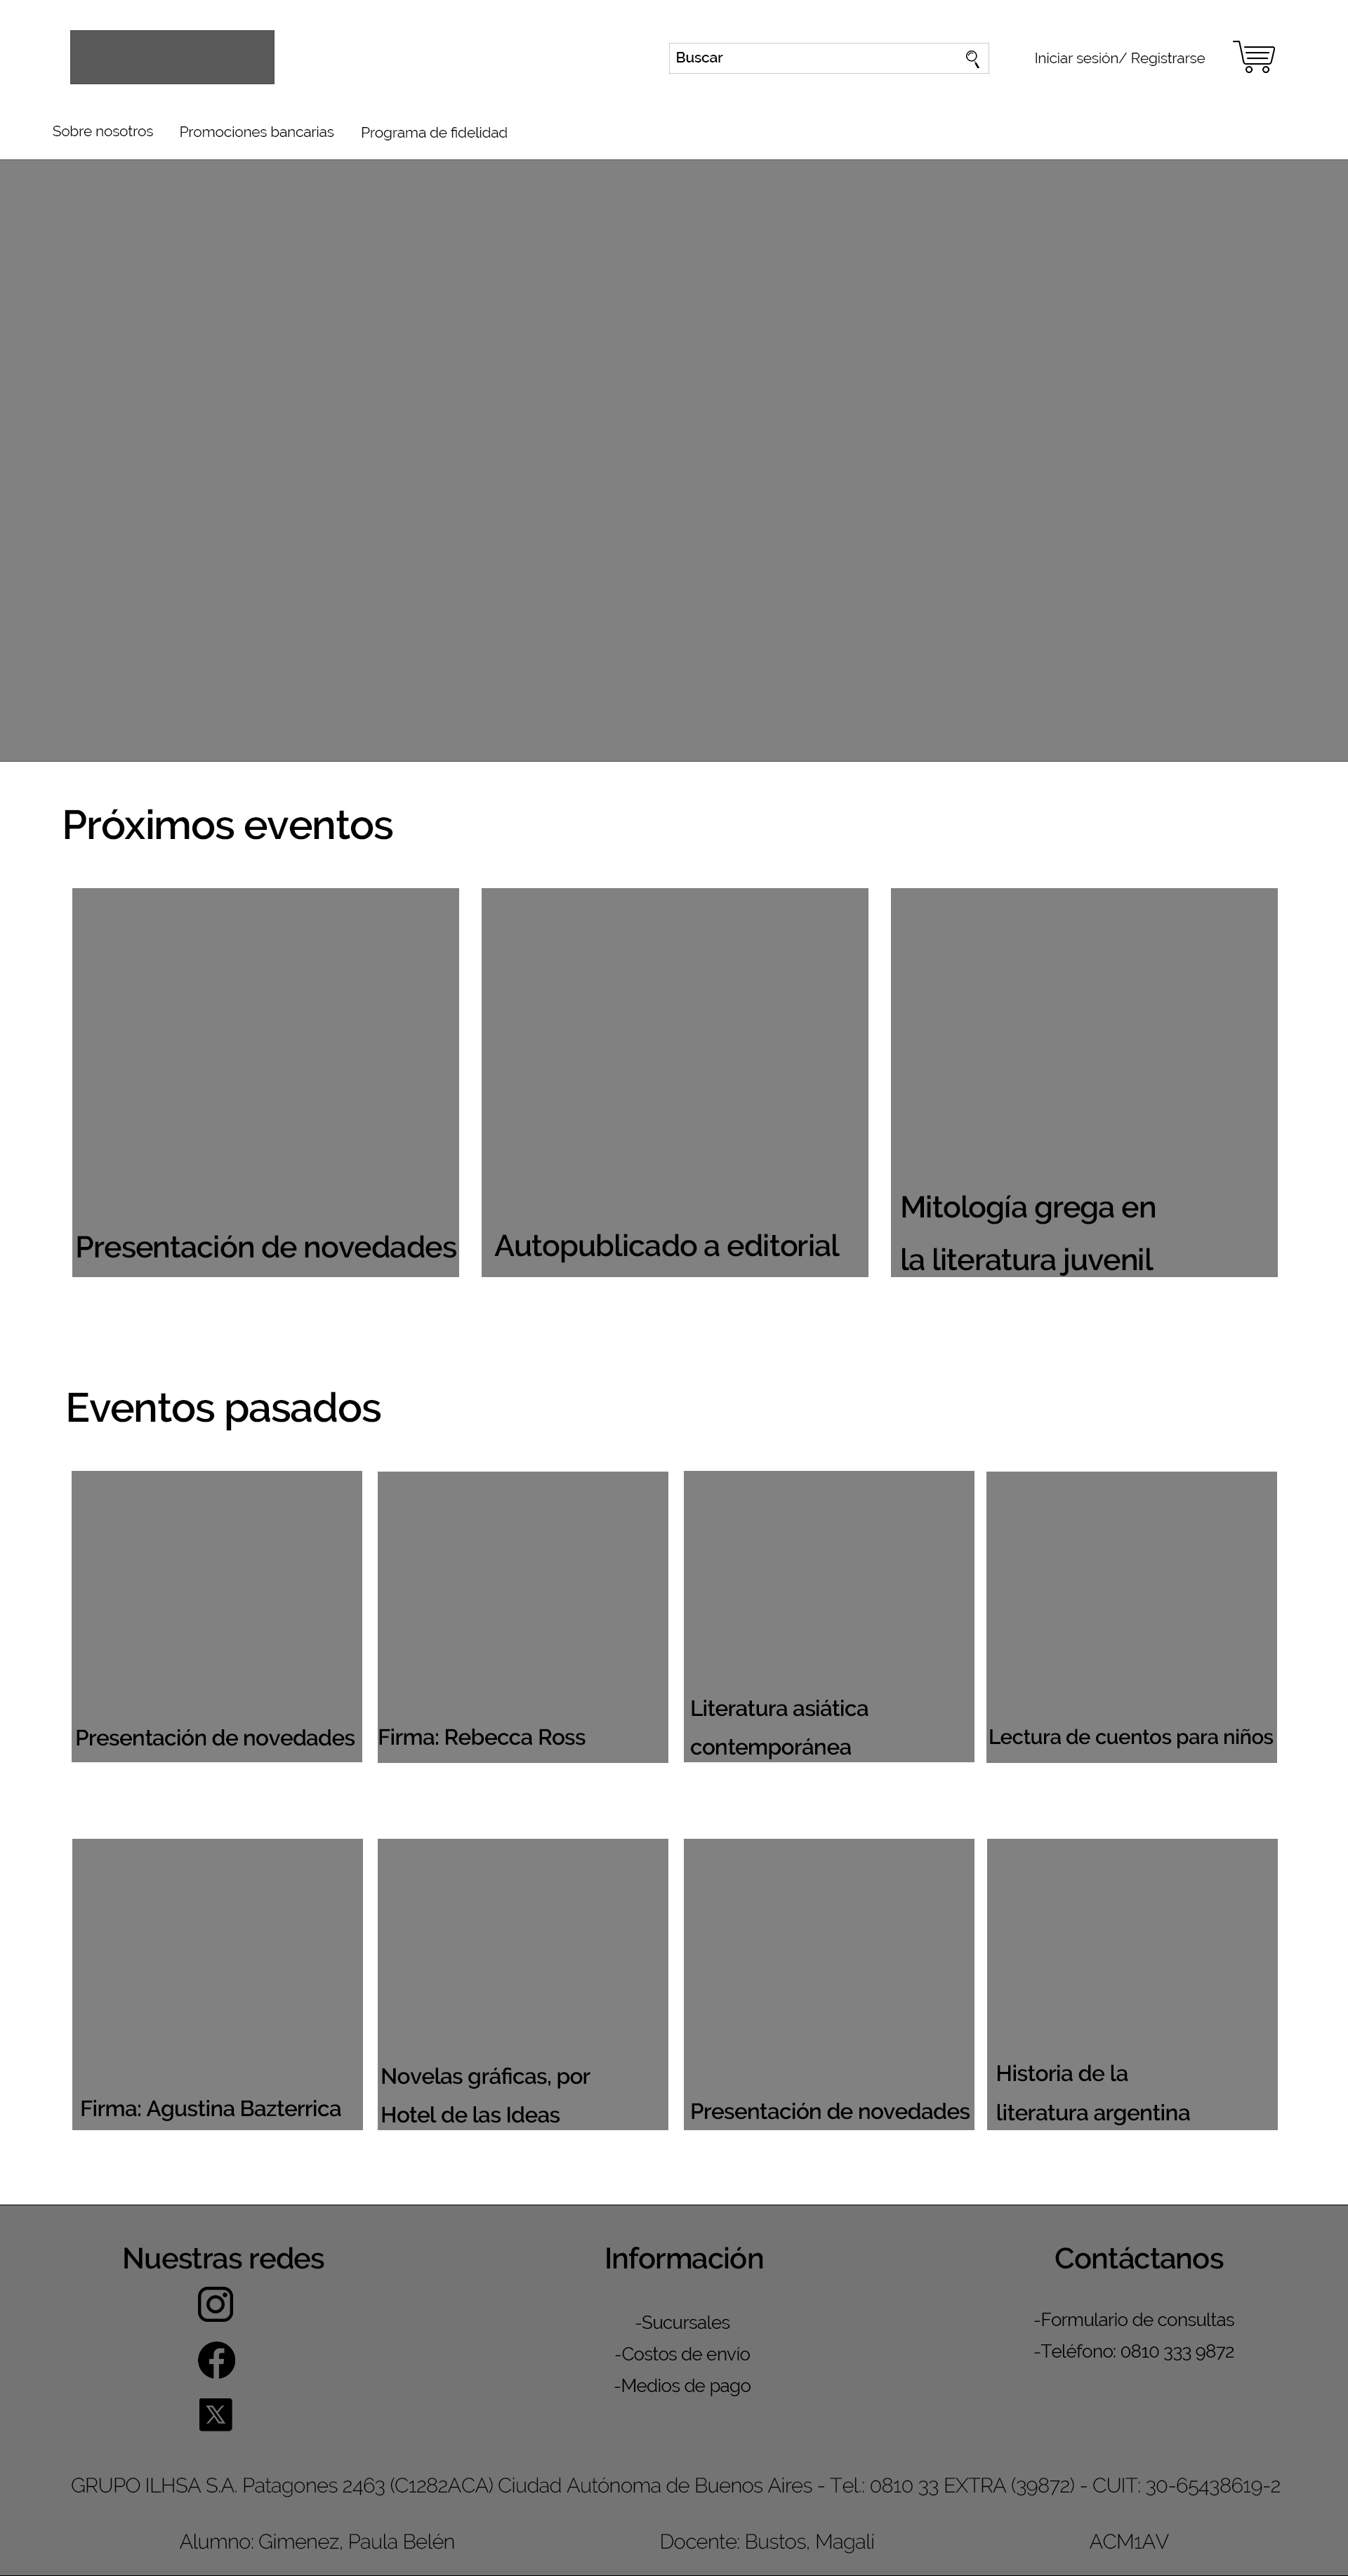 Buscar
Iniciar sesión/ Registrarse
Sobre nosotros
Promociones bancarias
Programa de fidelidad
Próximos eventos
Presentación de novedades
Autopublicado a editorial
Mitología grega en
la literatura juvenil
Eventos pasados
Presentación de novedades
Firma: Rebecca Ross
Literatura asiática
contemporánea
Lectura de cuentos para niños
Firma: Agustina Bazterrica
Novelas gráficas, por
Hotel de las Ideas
Presentación de novedades
Historia de la
literatura argentina
Nuestras redes
Información
-Sucursales
-Costos de envío
-Medios de pago
Contáctanos
-Formulario de consultas
-Teléfono: 0810 333 9872
GRUPO ILHSA S.A. Patagones 2463 (C1282ACA) Ciudad Autónoma de Buenos Aires - Tel.: 0810 33 EXTRA (39872) - CUIT: 30-65438619-2
Alumno: Gimenez, Paula Belén
Docente: Bustos, Magalí
ACM1AV